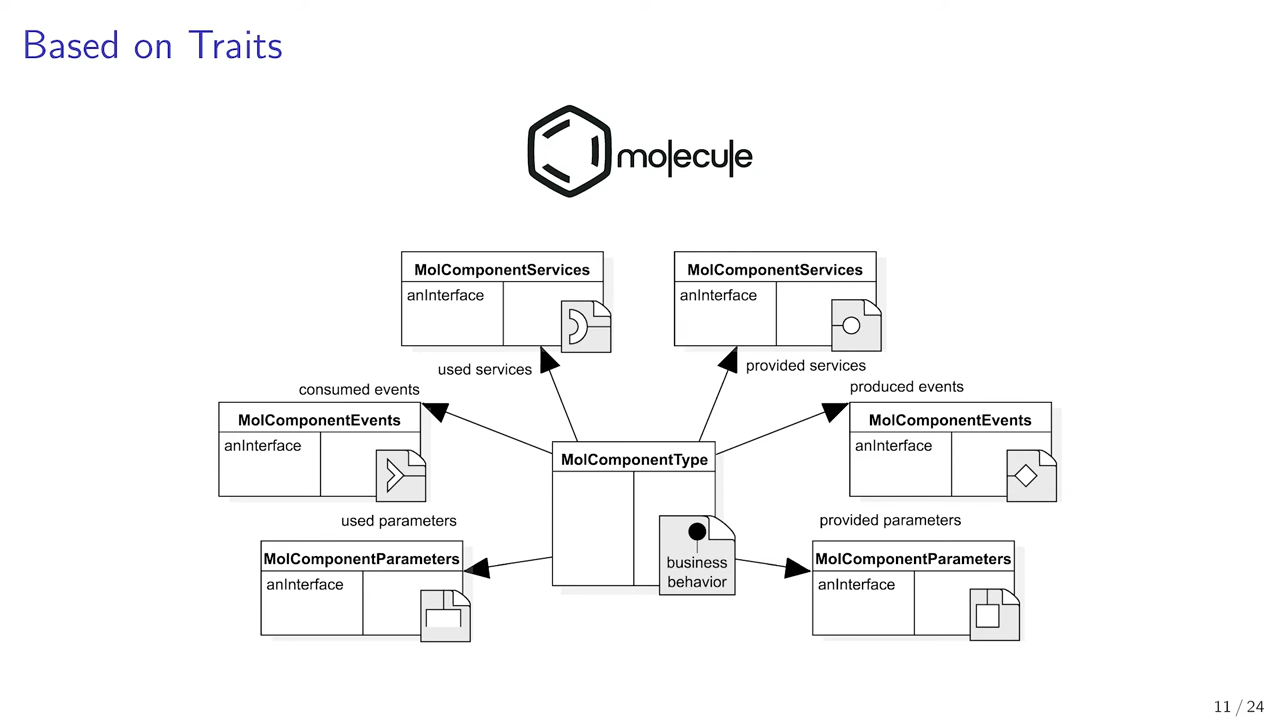 Based on Traits
molecule
MolComponentServices
anInterface
used services
MolComponentServices
anInterface
provided services
consumed events
MolComponentEvents
anInterface
produced events
MolComponentEvents
anInterface
MolComponentType
business
behavior
used parameters
MolComponentParameters
anInterface
provided parameters
MolComponentParameters
anInterface
11 / 24